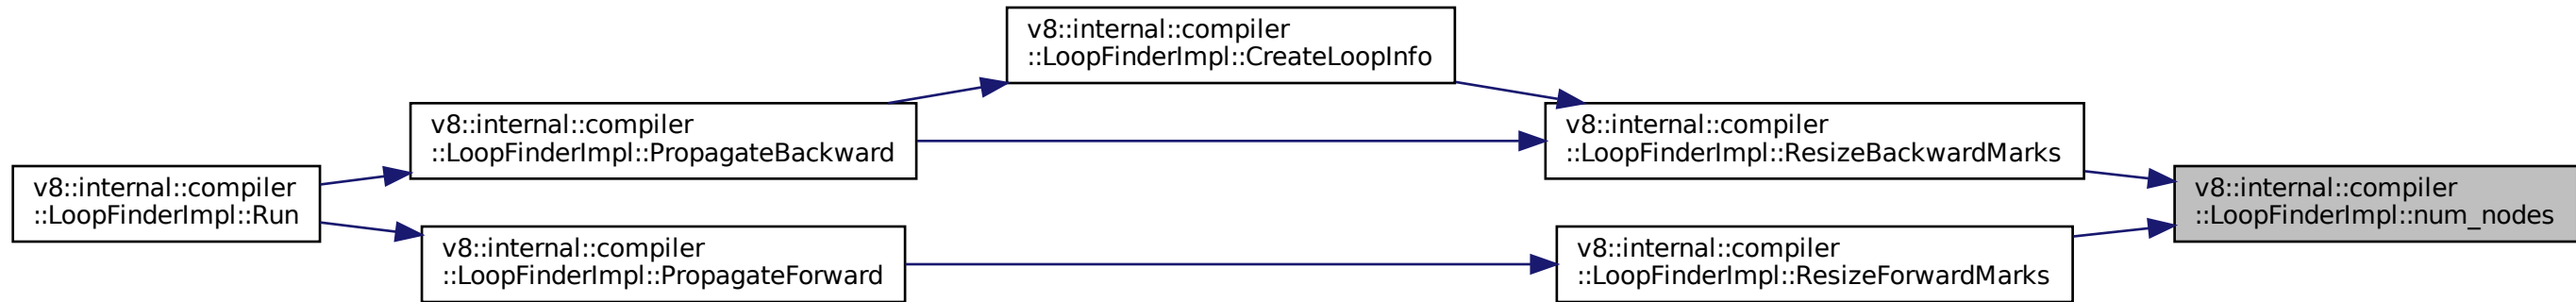 v8::internal::compiler
::LoopFinderImpl::CreateLoopInfo
v8::internal::compiler
::LoopFinderImpl::PropagateBackward
v8::internal::compiler
::LoopFinderImpl::ResizeBackwardMarks
v8::internal::compiler
::LoopFinderImpl::Run
v8::internal::compiler
::LoopFinderImpl::num_nodes
v8::internal::compiler
::LoopFinderImpl::PropagateForward
v8::internal::compiler
::LoopFinderImpl::ResizeForwardMarks